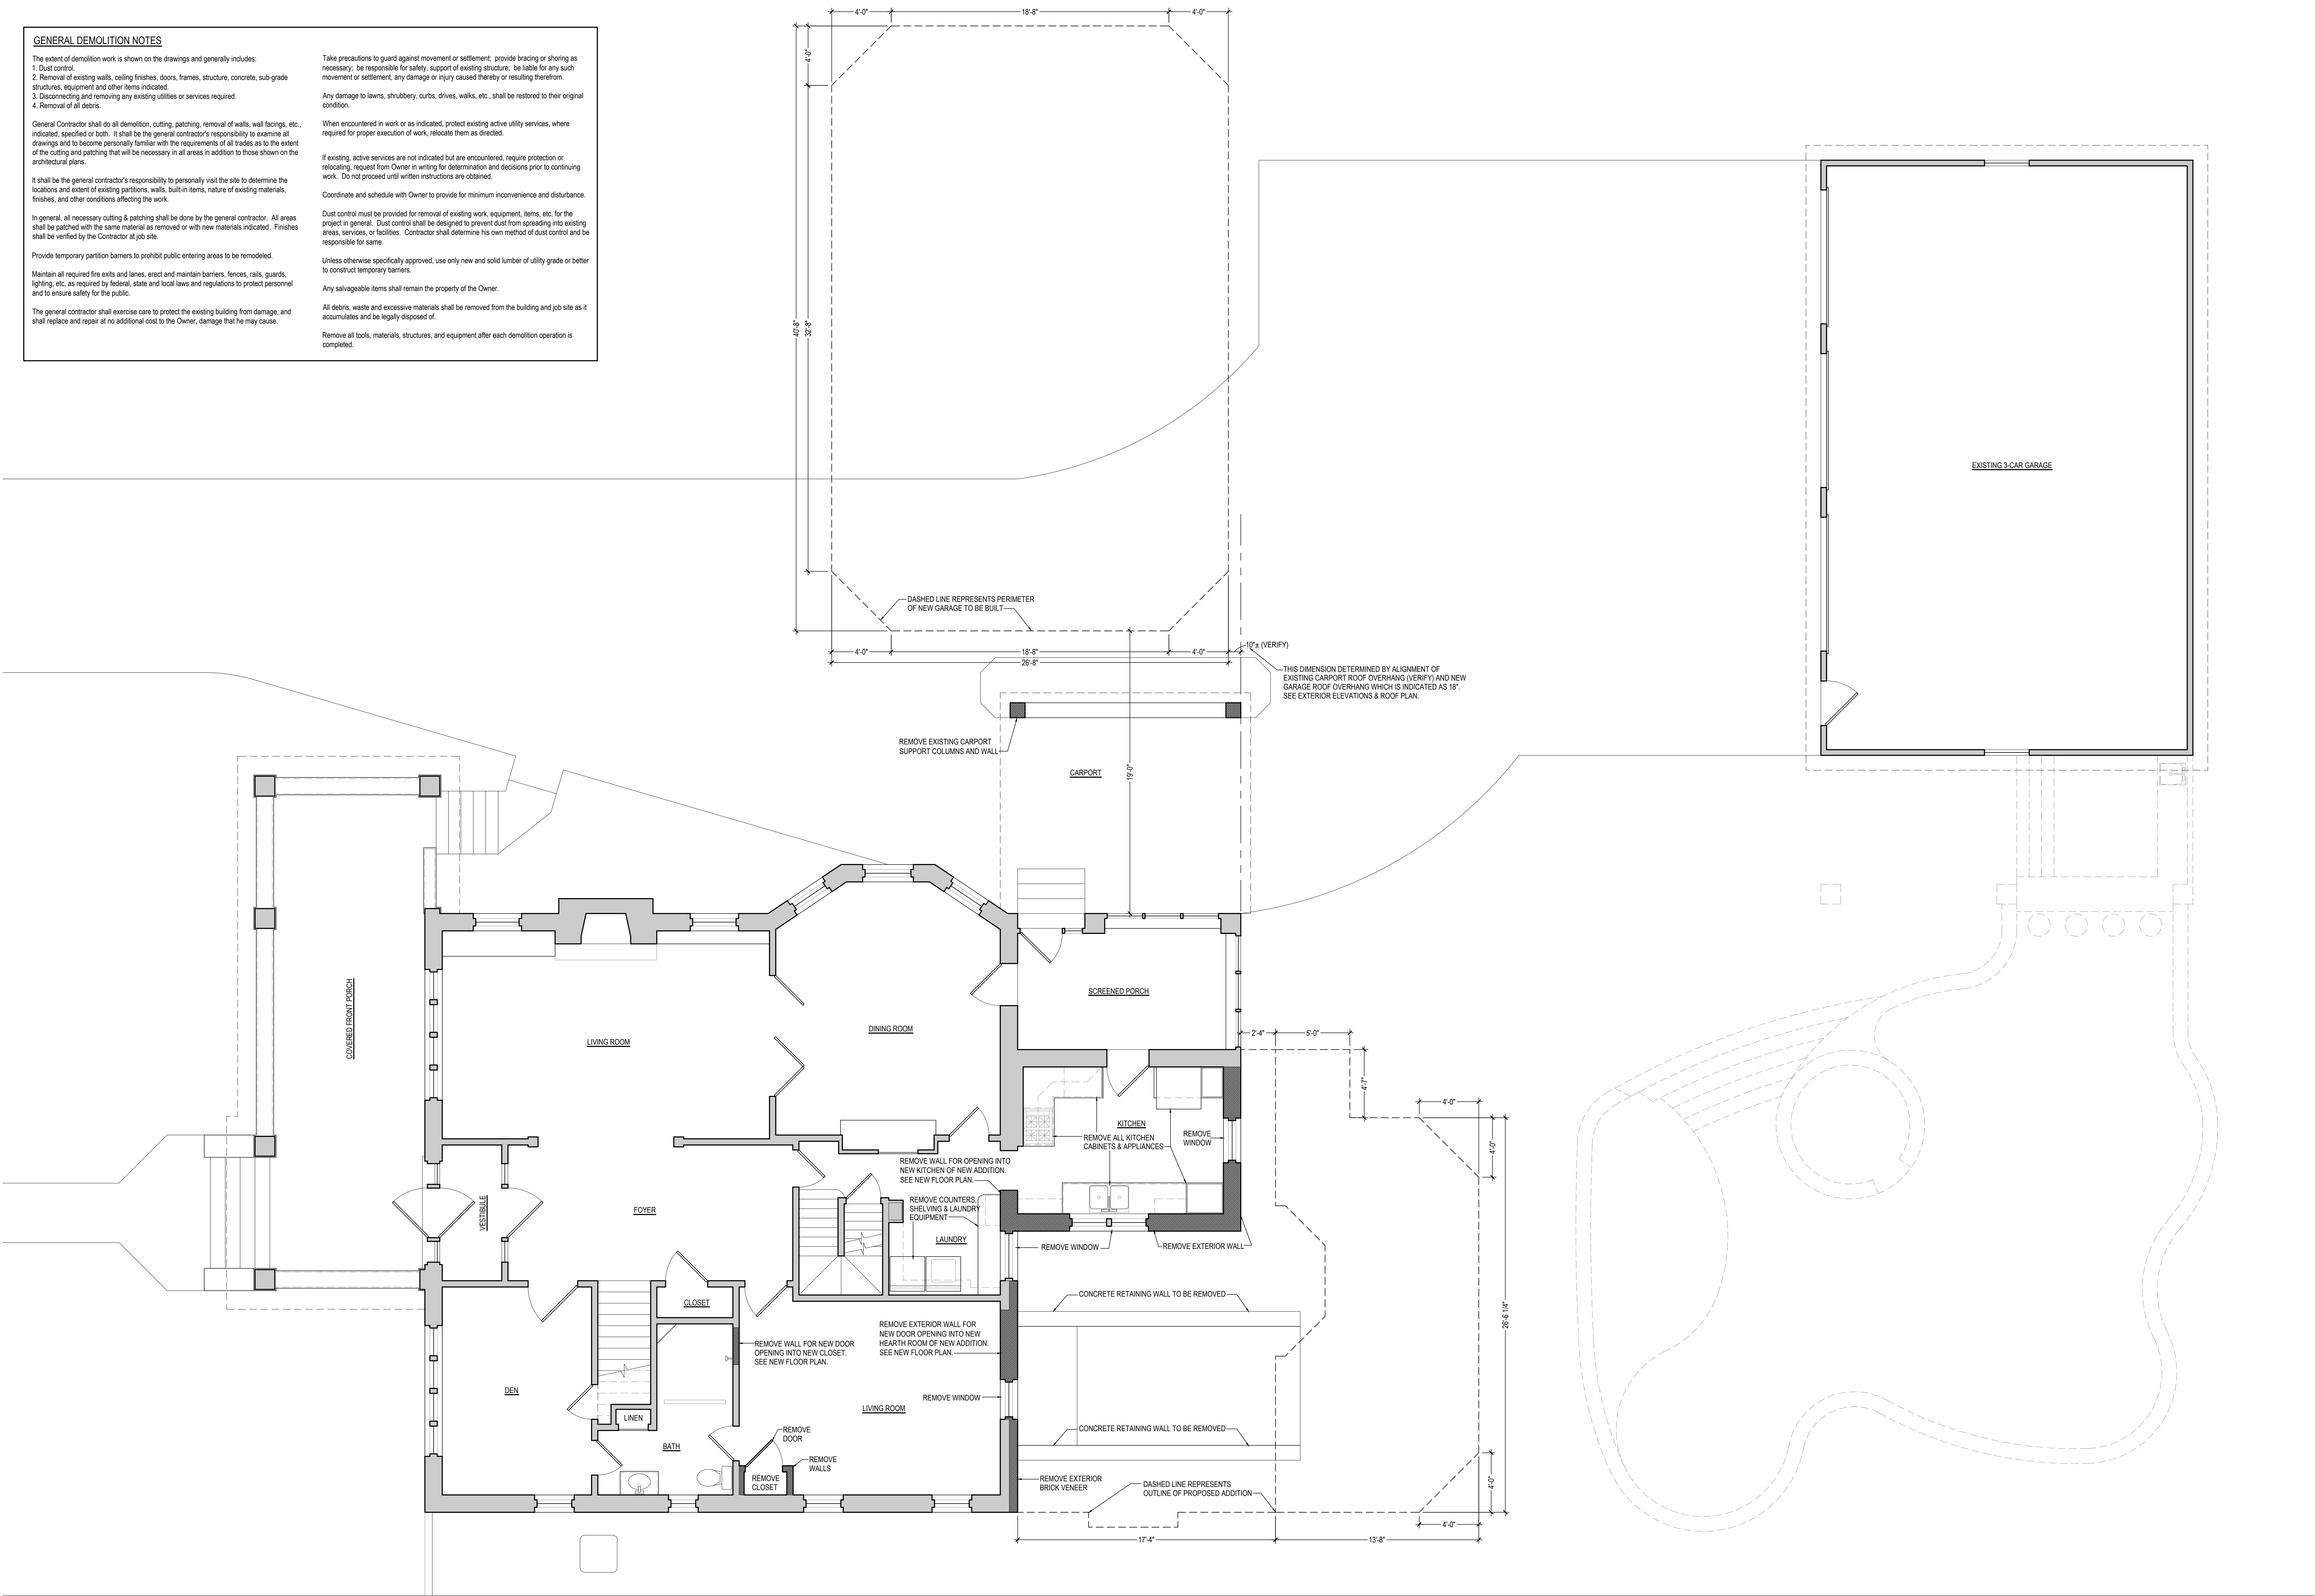 GENERAL DEMOLITION NOTES
The extent of demolition work is shown on the drawings and generally includes:
1. Dust control.
2. Removal of existing walls, ceiling finishes, doors, frames, structure, concrete, sub-grade
structures, equipment and other items indicated.
3. Disconnecting and removing any existing utilities or services required.
4. Removal of all debris.
General Contractor shall do all demolition, cutting, patching, removal of walls, wall facings, etc.,
indicated, specified or both. It shall be the general contractor's responsibility to examine all
drawings and to become personally familiar with the requirements of all trades as to the extent
of the cutting and patching that will be necessary in all areas in addition to those shown on the
architectural plans.
It shall be the general contractor's responsibility to personally visit the site to determine the
locations and extent of existing partitions, walls, built-in items, nature of existing materials,
finishes, and other conditions affecting the work.
In general, all necessary cutting & patching shall be done by the general contractor. All areas
shall be patched with the same material as removed or with new materials indicated. Finishes
shall be verified by the Contractor at job site.
Provide temporary partition barriers to prohibit public entering areas to be remodeled.
Maintain all required fire exits and lanes, erect and maintain barriers, fences, rails, guards,
lighting, etc. as required by federal, state and local laws and regulations to protect personnel
and to ensure safety for the public.
The general contractor shall exercise care to protect the existing building from damage, and
shall replace and repair at no additional cost to the Owner, damage that he may cause.
Take precautions to guard against movement or settlement; provide bracing or shoring as
necessary; be responsible for safety, support of existing structure; be liable for any such
movement or settlement, any damage or injury caused thereby or resulting therefrom.
Any damage to lawns, shrubbery, curbs, drives, walks, etc., shall be restored to their original
condition.
When encountered in work or as indicated, protect existing active utility services, where
required for proper execution of work, relocate them as directed.
If existing, active services are not indicated but are encountered, require protection or
relocating, request from Owner in writing for determination and decisions prior to continuing
work. Do not proceed until written instructions are obtained.
Coordinate and schedule with Owner to provide for minimum inconvenience and disturbance.
Dust control must be provided for removal of existing work, equipment, items, etc. for the
project in general. Dust control shall be designed to prevent dust from spreading into existing
areas, services, or facilities. Contractor shall determine his own method of dust control and be
responsible for same.
Unless otherwise specifically approved, use only new and solid lumber of utility grade or better
to construct temporary barriers.
Any salvageable items shall remain the property of the Owner.
All debris, waste and excessive materials shall be removed from the building and job site as it
accumulates and be legally disposed of.
Remove all tools, materials, structures, and equipment after each demolition operation is
completed.
4'-0"
18'-8"
4'-0"
4'-0"
40'-8"
32'-8"
EXISTING 3-CAR GARAGE
DASHED LINE REPRESENTS PERIMETER
OF NEW GARAGE TO BE BUILT
4'-0"
18'-8"
4'-0"
26'-8"
10"± (VERIFY)
THIS DIMENSION DETERMINED BY ALIGNMENT OF
EXISTING CARPORT ROOF OVERHANG (VERIFY) AND NEW
GARAGE ROOF OVERHANG WHICH IS INDICATED AS 18".
SEE EXTERIOR ELEVATIONS & ROOF PLAN.
REMOVE EXISTING CARPORT
SUPPORT COLUMNS AND WALL
CARPORT
19'-0"
COVERED FRONT PORCH
LIVING ROOM
DINING ROOM
SCREENED PORCH
2'-4"
5'-0"
4'-7"
4'-0"
4'-0"
KITCHEN
REMOVE ALL KITCHEN
CABINETS & APPLIANCES
REMOVE
WINDOW
REMOVE WALL FOR OPENING INTO
NEW KITCHEN OF NEW ADDITION.
SEE NEW FLOOR PLAN.
VESTIBULE
FOYER
REMOVE COUNTERS,
SHELVING & LAUNDRY
EQUIPMENT
LAUNDRY
REMOVE WINDOW
REMOVE EXTERIOR WALL
CLOSET
CONCRETE RETAINING WALL TO BE REMOVED
REMOVE EXTERIOR WALL FOR
NEW DOOR OPENING INTO NEW
HEARTH ROOM OF NEW ADDITION.
SEE NEW FLOOR PLAN.
REMOVE WALL FOR NEW DOOR
OPENING INTO NEW CLOSET.
SEE NEW FLOOR PLAN.
26'-6 1/4"
DEN
REMOVE WINDOW
LIVING ROOM
LINEN
BATH
REMOVE
DOOR
CONCRETE RETAINING WALL TO BE REMOVED
REMOVE
WALLS
REMOVE
CLOSET
REMOVE EXTERIOR
BRICK VENEER
DASHED LINE REPRESENTS
OUTLINE OF PROPOSED ADDITION
4'-0"
4'-0"
17'-4"
13'-8"